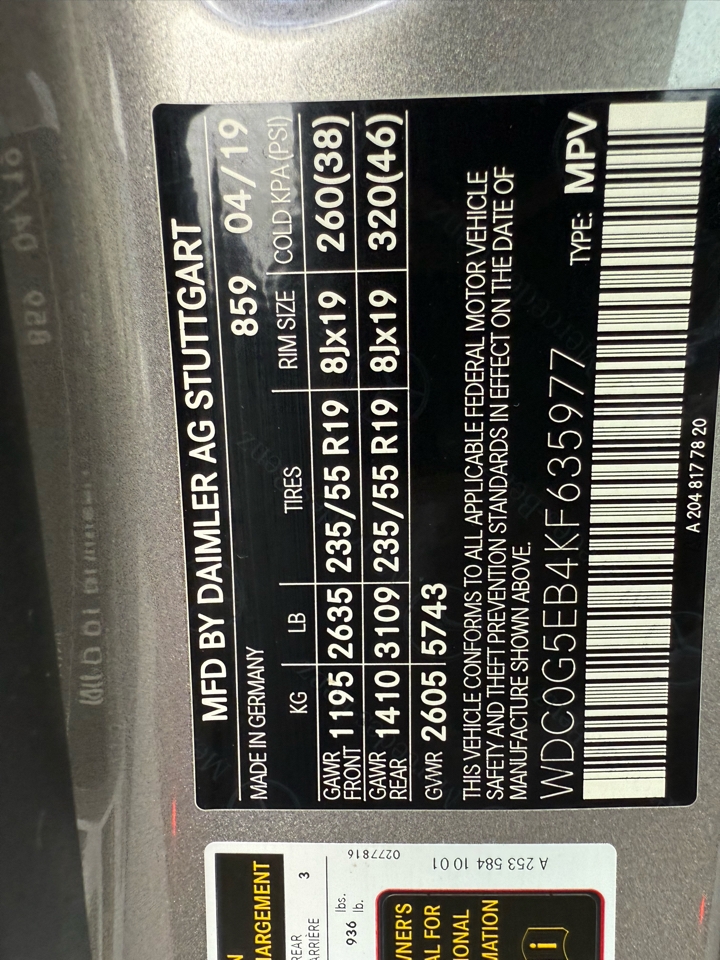 MFD BY DAIMLER AG STUTTGART
MADE IN GERMANY 859 04/19
KG LB TIRES RIM SIZE COLD KPA(PSI)
GAWR FRONT 1195 2635 235/55 R19 8Jx19 260(38)
GAWR REAR 1410 3109 235/55 R19 8Jx19 320(46)
GVWR 2605 5743
THIS VEHICLE CONFORMS TO ALL APPLICABLE FEDERAL MOTOR VEHICLE
SAFETY AND THEFT PREVENTION STANDARDS IN EFFECT ON THE DATE OF
MANUFACTURE SHOWN ABOVE.
WDC0G5EB4KF635977 TYPE: MPV
A 204 817 78 20
HARGEMENT
REAR
ARRIÈRE 3
936 lbs.
lb.
0277816
A 253 584 10 01
WNER'S
AL FOR
IONAL
MATION
i